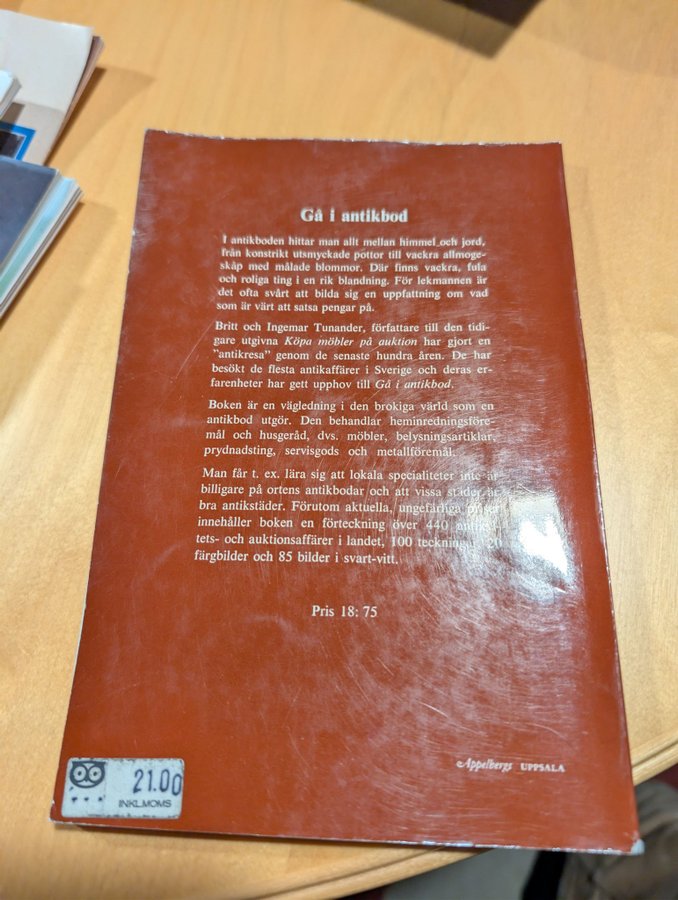 Gå i antikbod
I antikboden hittar man allt mellan himmel och jord,
från konstrikt utsmyckade pottor till vackra allmoge-
skåp med målade blommor. Där finns vackra, fula
och roliga ting i en rik blandning. För lekmannen är
det ofta svårt att bilda sig en uppfattning om vad
som är värt att satsa pengar på.
Britt och Ingemar Tunander, författare till den tidi-
gare utgivna Köpa möbler på auktion har gjort en
"antikresa" genom de senaste hundra åren. De har
besökt de flesta antikaffärer i Sverige och deras er-
farenheter har gett upphov till Gå i antikbod.
Boken är en vägledning i den brokiga värld som en
antikbod utgör. Den behandlar heminredningsföre-
mål och husgeråd, dvs. möbler, belysningsartiklar,
prydnadsting, servisgods och metallföremål.
Man får t. ex. lära sig att lokala specialiteter inte är
billigare på ortens antikbodar och att vissa städer är
bra antikstäder. Förutom aktuella, ungefärliga priser
innehåller boken en förteckning över 440
tets- och auktionsaffärer i landet, 100 teckningar, 20
färgbilder och 85 bilder i svart-vitt.
Pris 18: 75
Appelbergs UPPSALA
21.00
INKL.MOMS